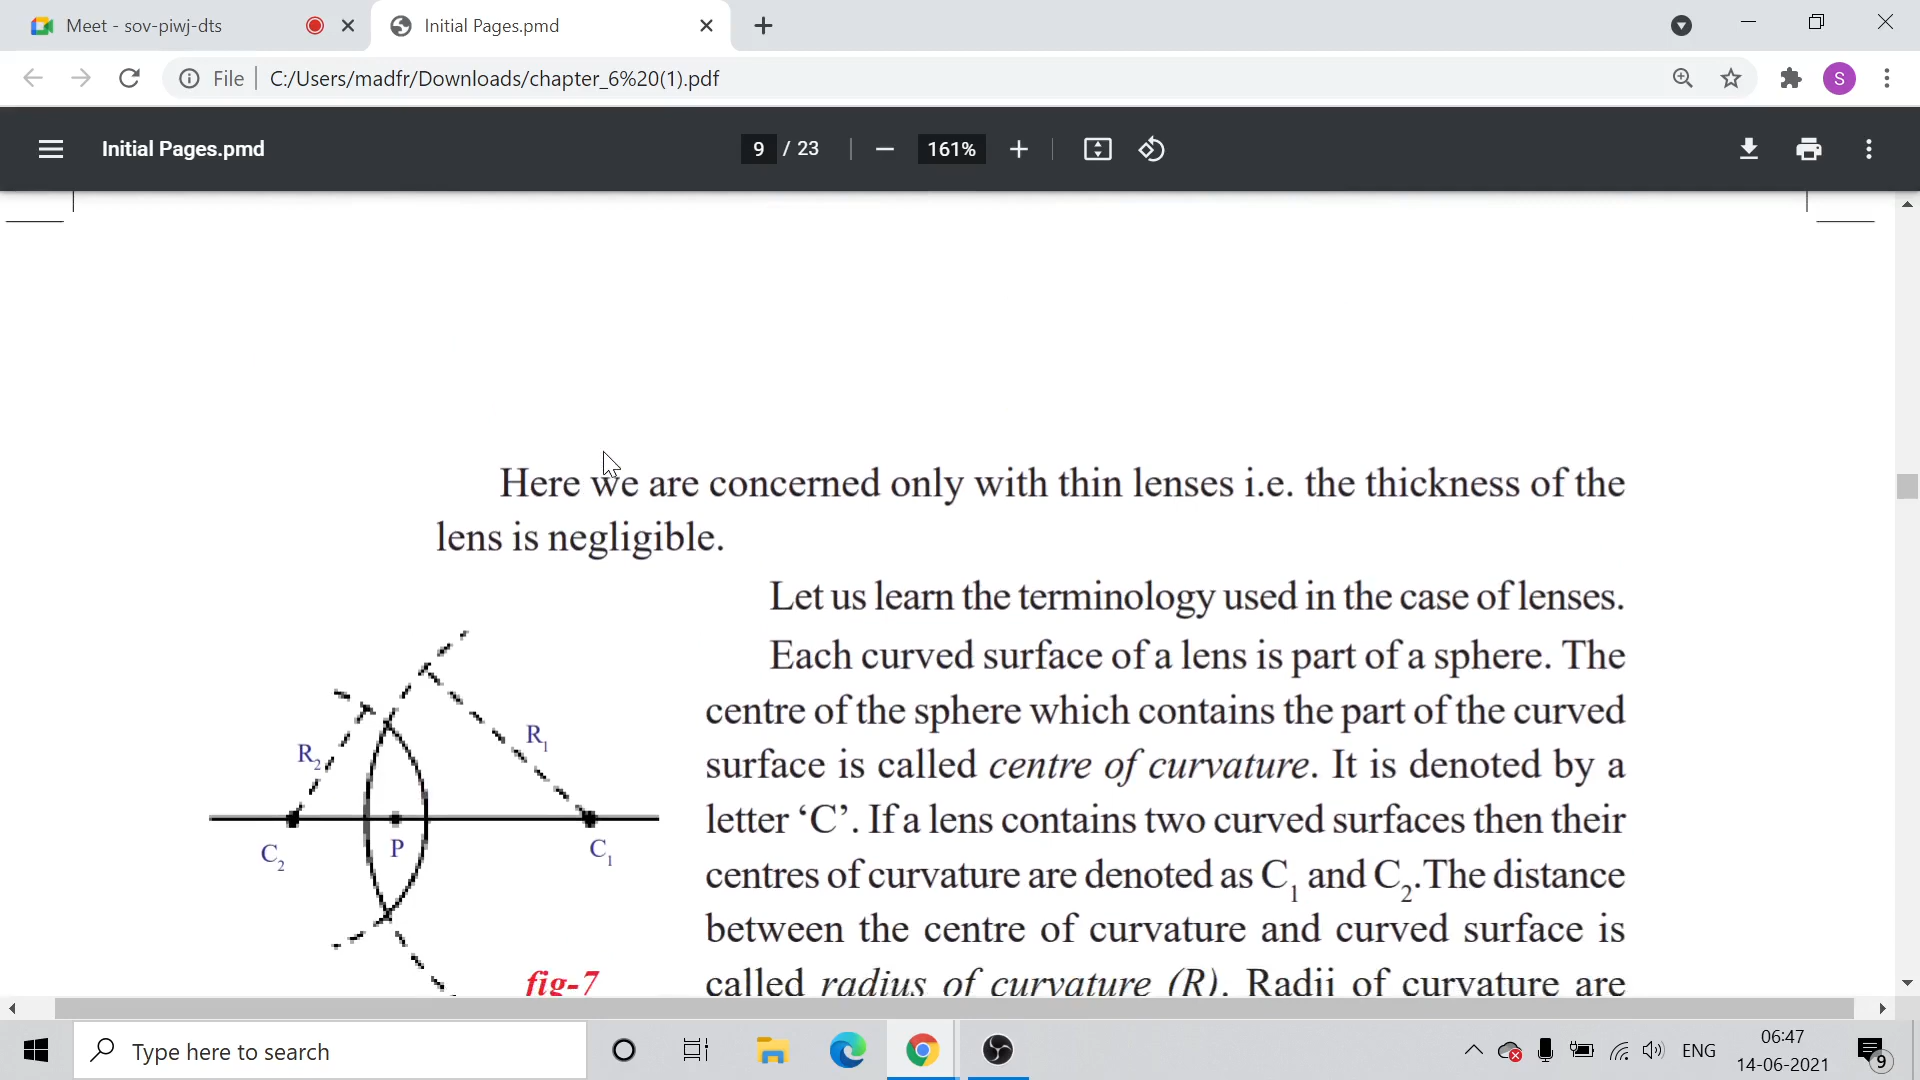 Meet - sov-piwj-dts
Initial Pages.pmd
File
C:/Users/madfr/Downloads/chapter_6%20(1).pdf
S
Initial Pages.pmd
9 / 23
161%
Here we are concerned only with thin lenses i.e. the thickness of the
lens is negligible.
Let us learn the terminology used in the case of lenses.
Each curved surface of a lens is part of a sphere. The
centre of the sphere which contains the part of the curved
surface is called centre of curvature. It is denoted by a
letter ‘C’. If a lens contains two curved surfaces then their
centres of curvature are denoted as C1 and C2.The distance
between the centre of curvature and curved surface is
called radius of curvature (R). Radii of curvature are
R1
R2
C2
P
C1
fig-7
Type here to search
ENG
06:47
14-06-2021
9